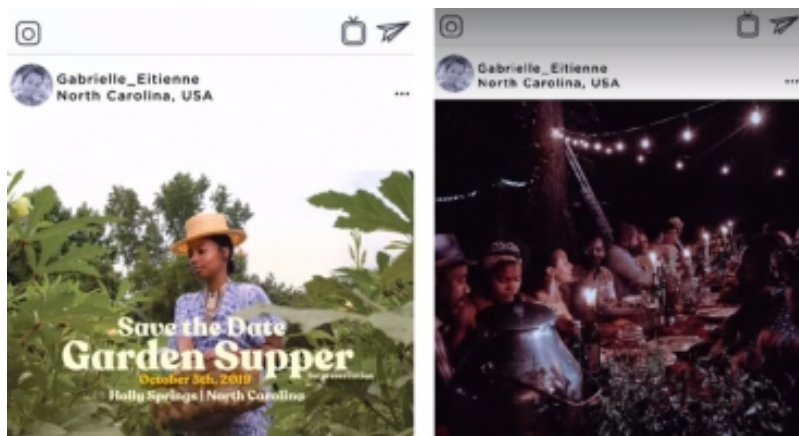 Gabrielle_Eitienne
North Carolina, USA
Save the Date
Garden Supper
October 5th, 2019
Holly Springs | North Carolina
Gabrielle_Eitienne
North Carolina, USA